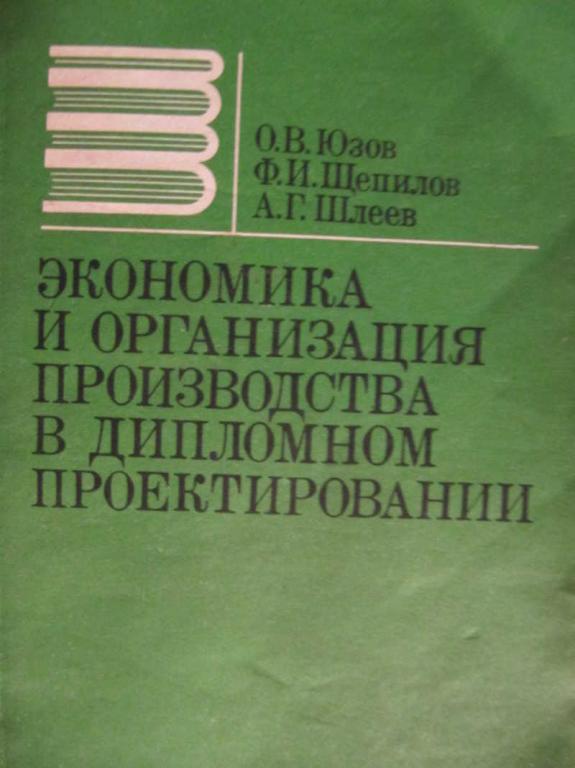 О.В.Юзов
Ф.И.Щепилов
А.Г.Шлеев
ЭКОНОМИКА
И ОРГАНИЗАЦИЯ
ПРОИЗВОДСТВА
В ДИПЛОМНОМ
ПРОЕКТИРОВАНИИ